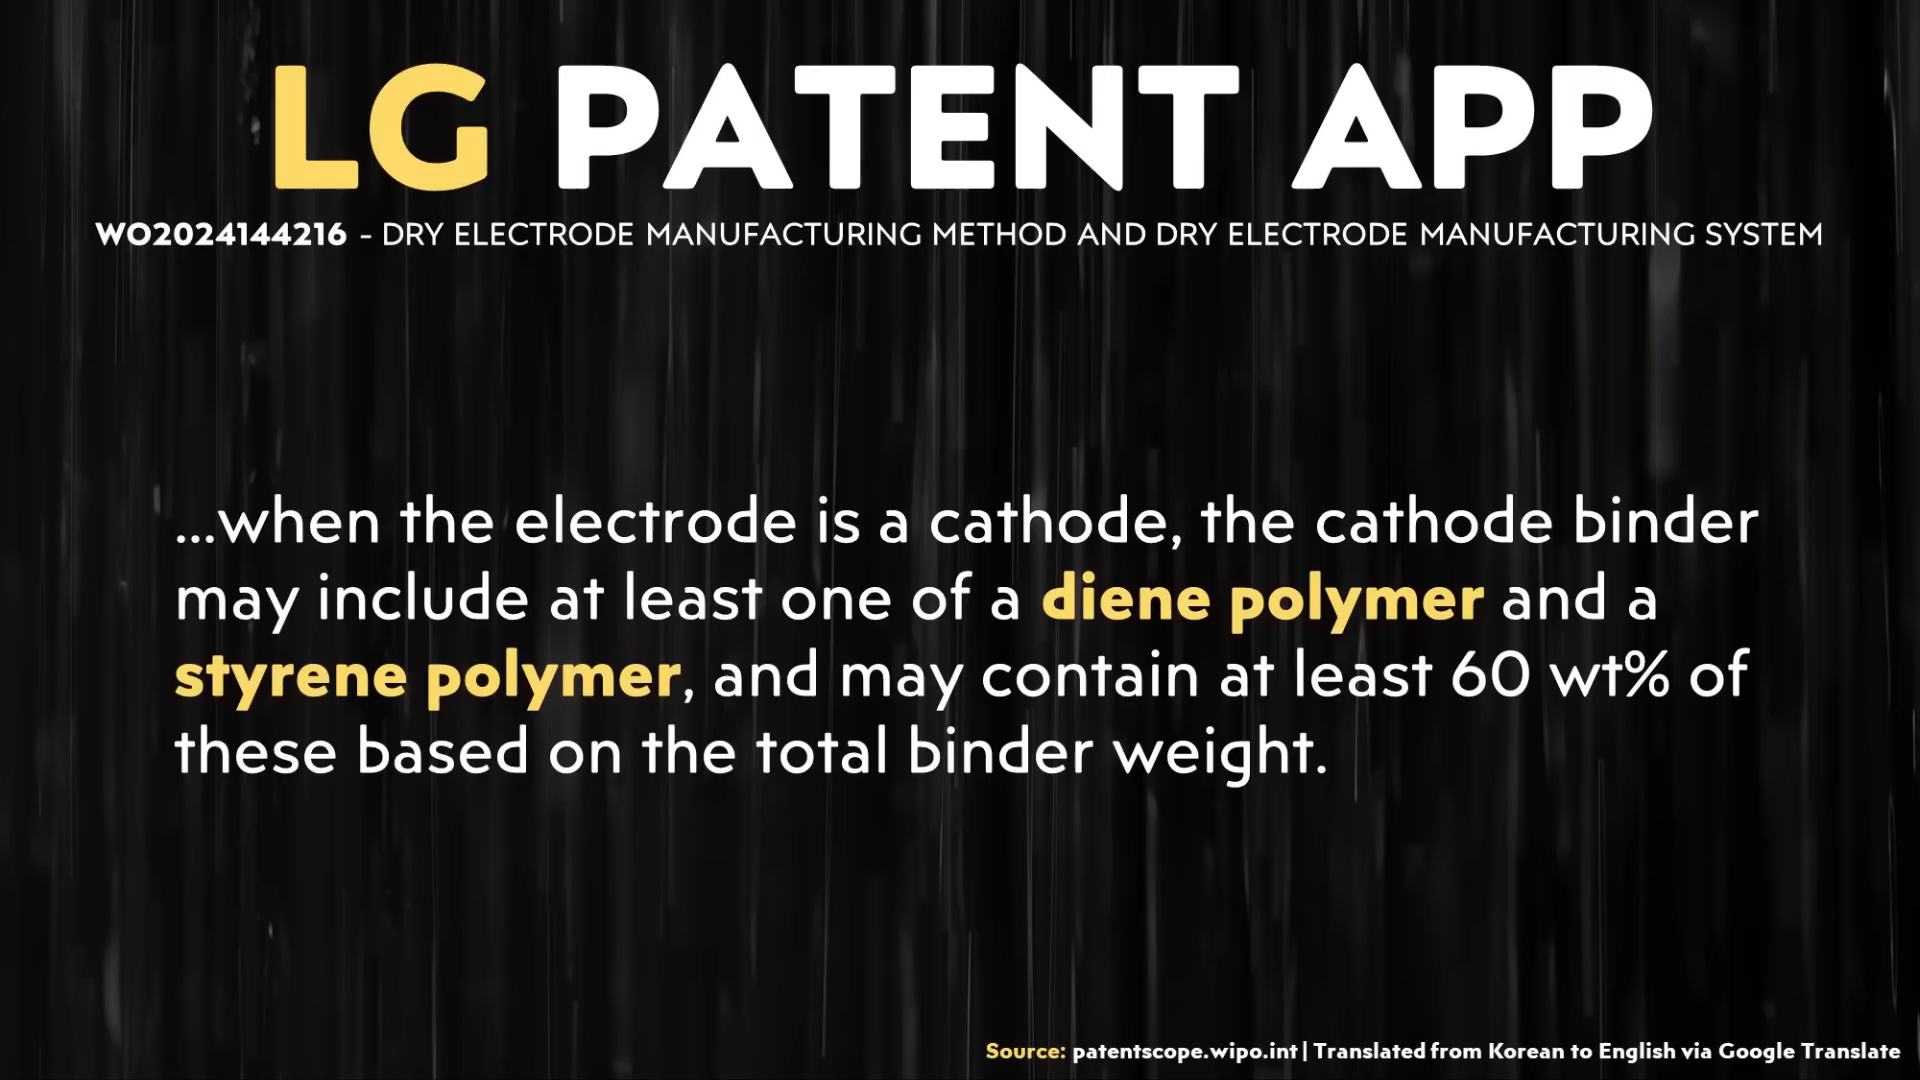 LG PATENT APP
WO2024144216 - DRY ELECTRODE MANUFACTURING METHOD AND DRY ELECTRODE MANUFACTURING SYSTEM
...when the electrode is a cathode, the cathode binder
may include at least one of a diene polymer and a
styrene polymer, and may contain at least 60 wt% of
these based on the total binder weight.
Source: patentscope.wipo.int | Translated from Korean to English via Google Translate